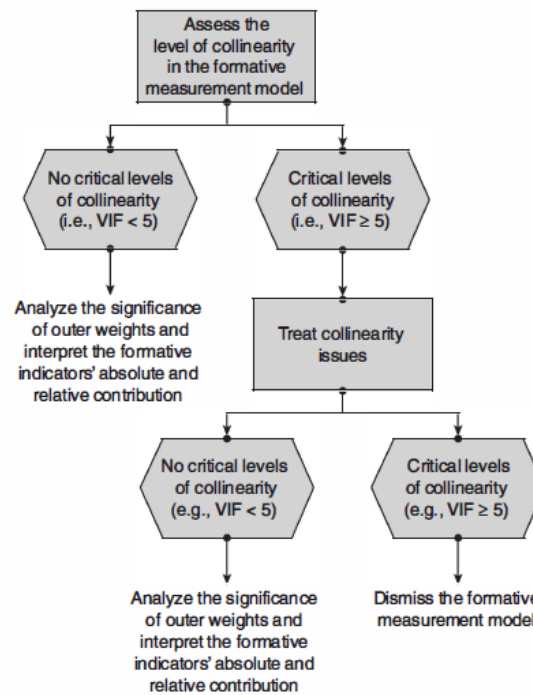 Assess the
level of collinearity
in the formative
measurement model
No critical levels
of collinearity
(i.e., VIF < 5)
Critical levels
of collinearity
(i.e., VIF ≥ 5)
Analyze the significance
of outer weights and
interpret the formative
indicators' absolute and
relative contribution
Treat collinearity
issues
No critical levels
of collinearity
(e.g., VIF < 5)
Critical levels
of collinearity
(e.g., VIF ≥ 5)
Analyze the significance
of outer weights and
interpret the formative
indicators' absolute and
relative contribution
Dismiss the formative
measurement model